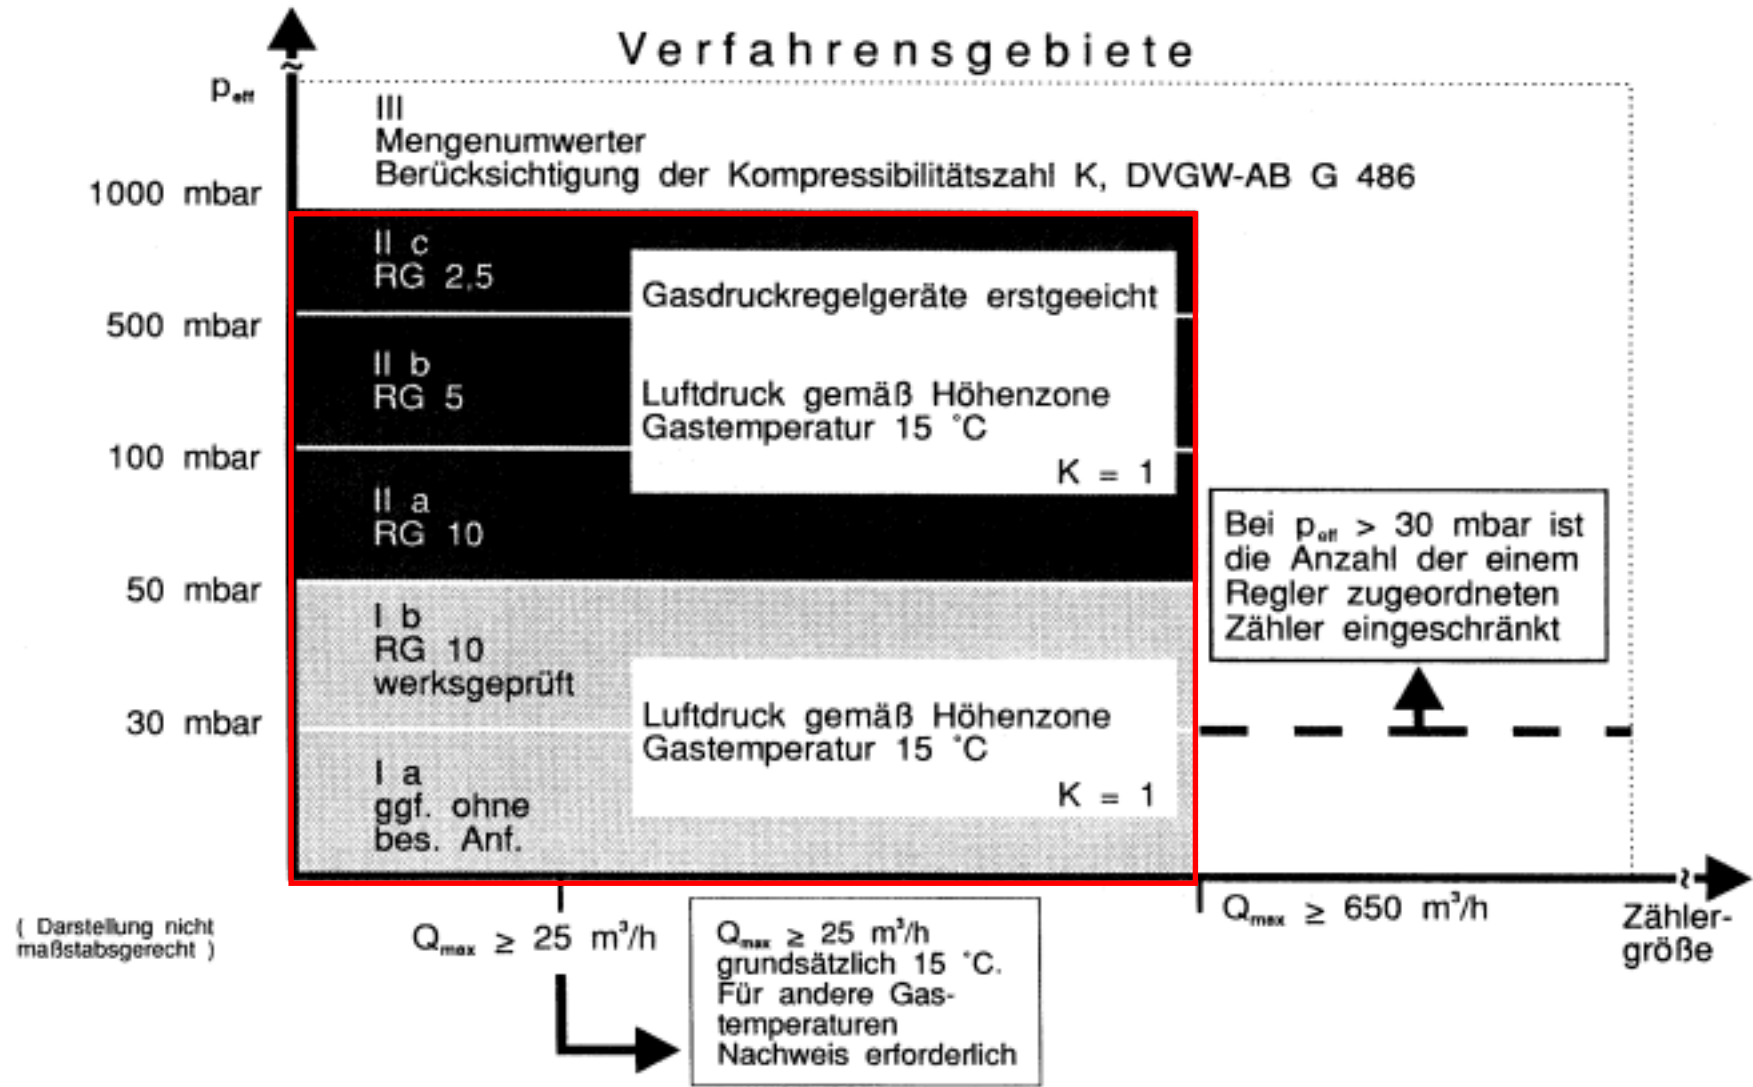 Verfahrensgebiete
p eff
III
Mengenumwerter
Berücksichtigung der Kompressibilitätszahl K, DVGW-AB G 486
1000 mbar
II c
RG 2,5
Gasdruckregelgeräte erstgeeicht
500 mbar
II b
RG 5
Luftdruck gemäß Höhenzone
Gastemperatur 15 °C
K = 1
100 mbar
II a
RG 10
Bei p eff > 30 mbar ist
die Anzahl der einem
Regler zugeordneten
Zähler eingeschränkt
50 mbar
I b
RG 10
werksgeprüft
30 mbar
Luftdruck gemäß Höhenzone
Gastemperatur 15 °C
K = 1
I a
ggf. ohne
bes. Anf.
( Darstellung nicht
maßstabsgerecht )
Qmax ≥ 25 m³/h
Qmax ≥ 25 m³/h
grundsätzlich 15 °C.
Für andere Gas-
temperaturen
Nachweis erforderlich
Qmax ≥ 650 m³/h
Zähler-
größe